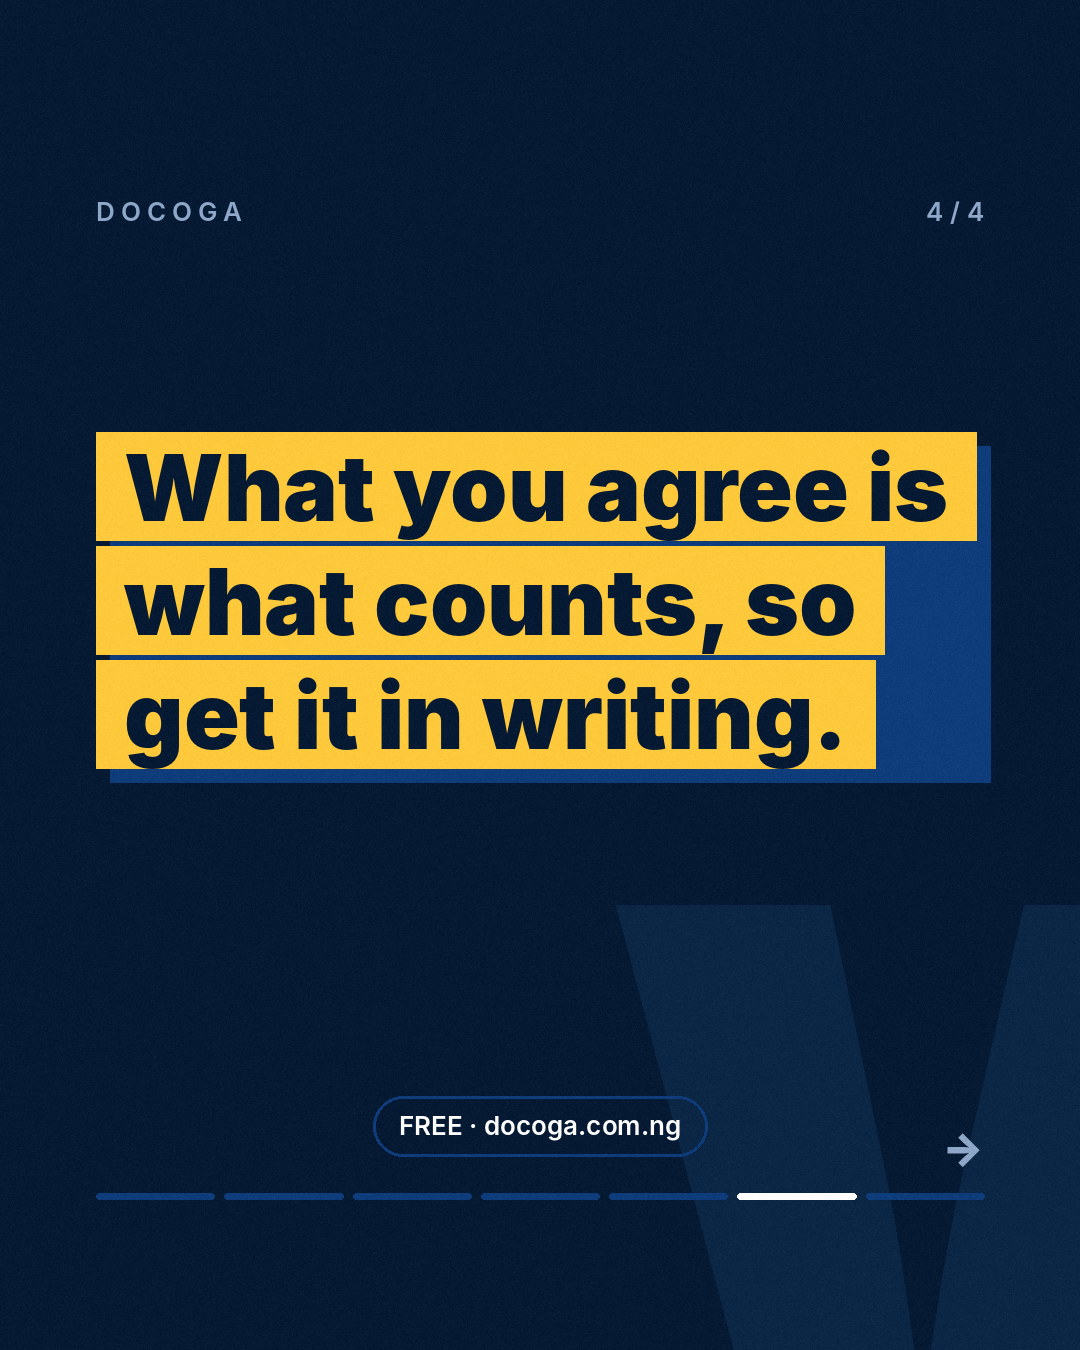 DOCOGA
4 / 4
What you agree is
what counts, so
get it in writing.
FREE · docoga.com.ng